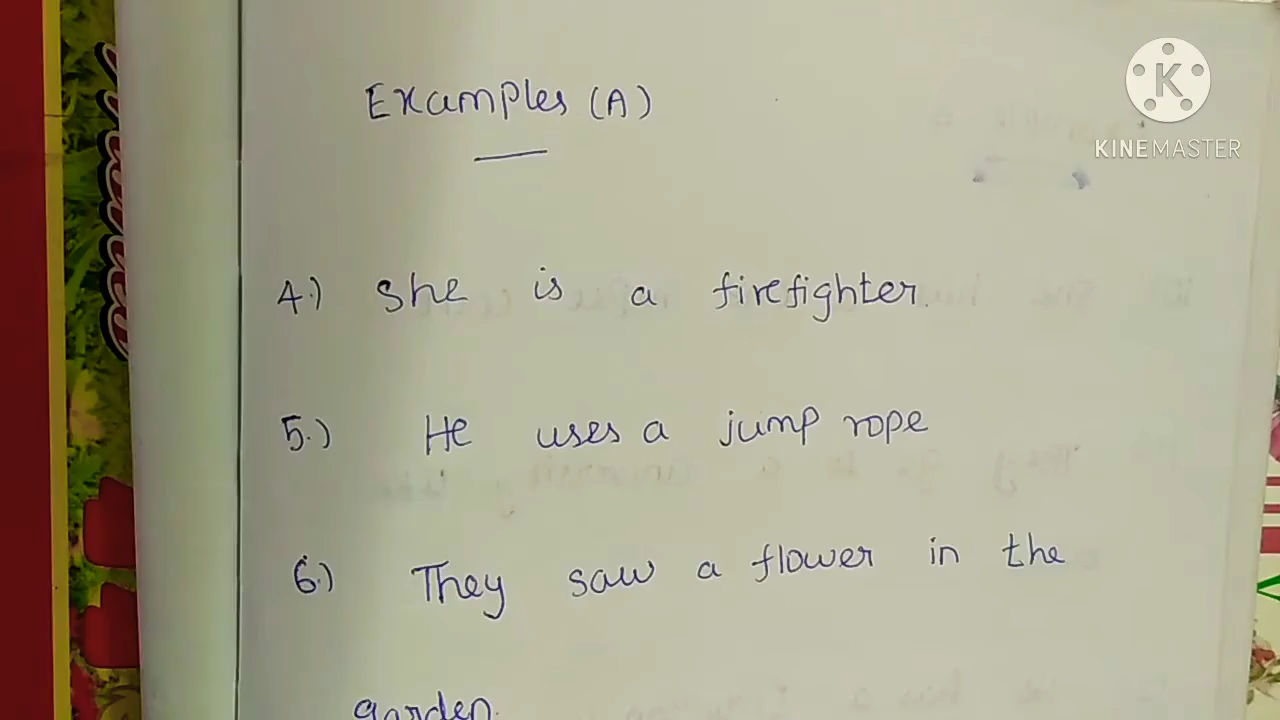 Examples (A)
KINEMASTER
4.) She is a firefighter.
5.) He uses a jump rope
6.) They saw a flower in the
garden.